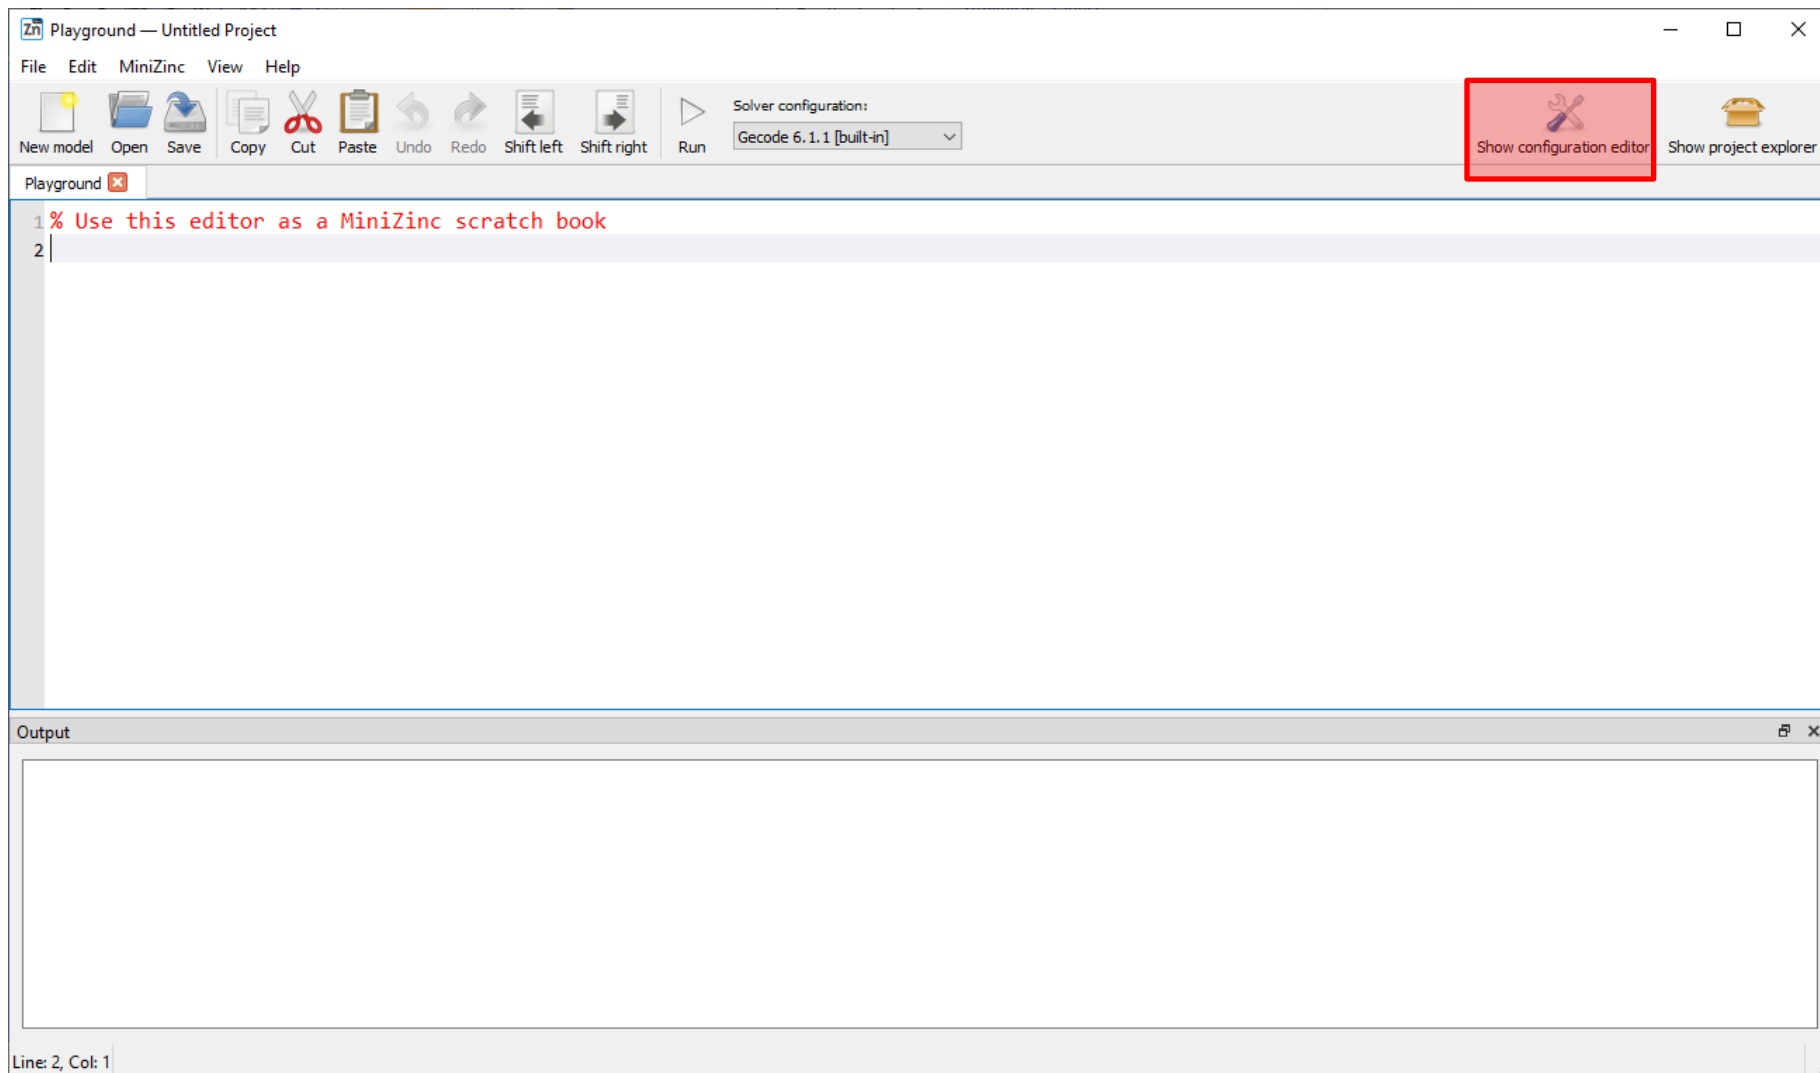 Zn Playground — Untitled Project
File Edit MiniZinc View Help
New model Open Save Copy Cut Paste Undo Redo Shift left Shift right Run
Solver configuration:
Gecode 6.1.1 [built-in]
Show configuration editor Show project explorer
Playground
1 % Use this editor as a MiniZinc scratch book
2
Output
Line: 2, Col: 1